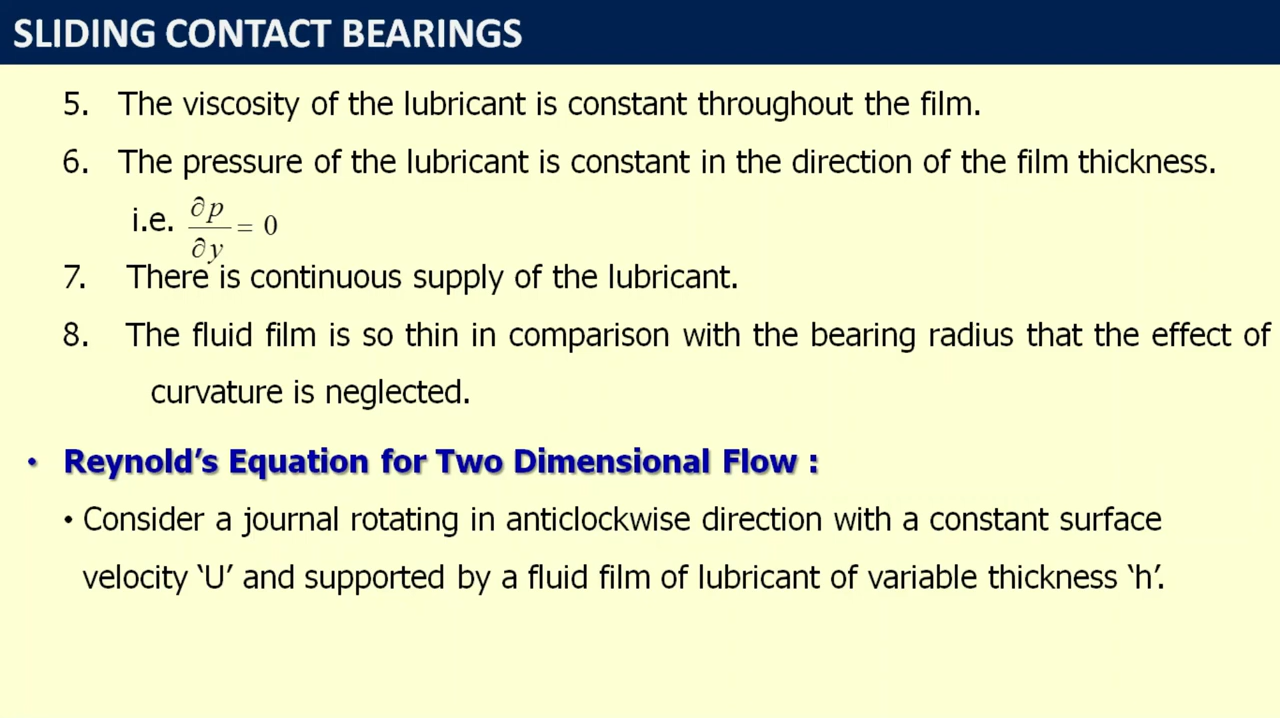 SLIDING CONTACT BEARINGS
5. The viscosity of the lubricant is constant throughout the film.
6. The pressure of the lubricant is constant in the direction of the film thickness.
i.e. ∂p/∂y = 0
7. There is continuous supply of the lubricant.
8. The fluid film is so thin in comparison with the bearing radius that the effect of
curvature is neglected.
• Reynold’s Equation for Two Dimensional Flow :
• Consider a journal rotating in anticlockwise direction with a constant surface
velocity ‘U’ and supported by a fluid film of lubricant of variable thickness ‘h’.